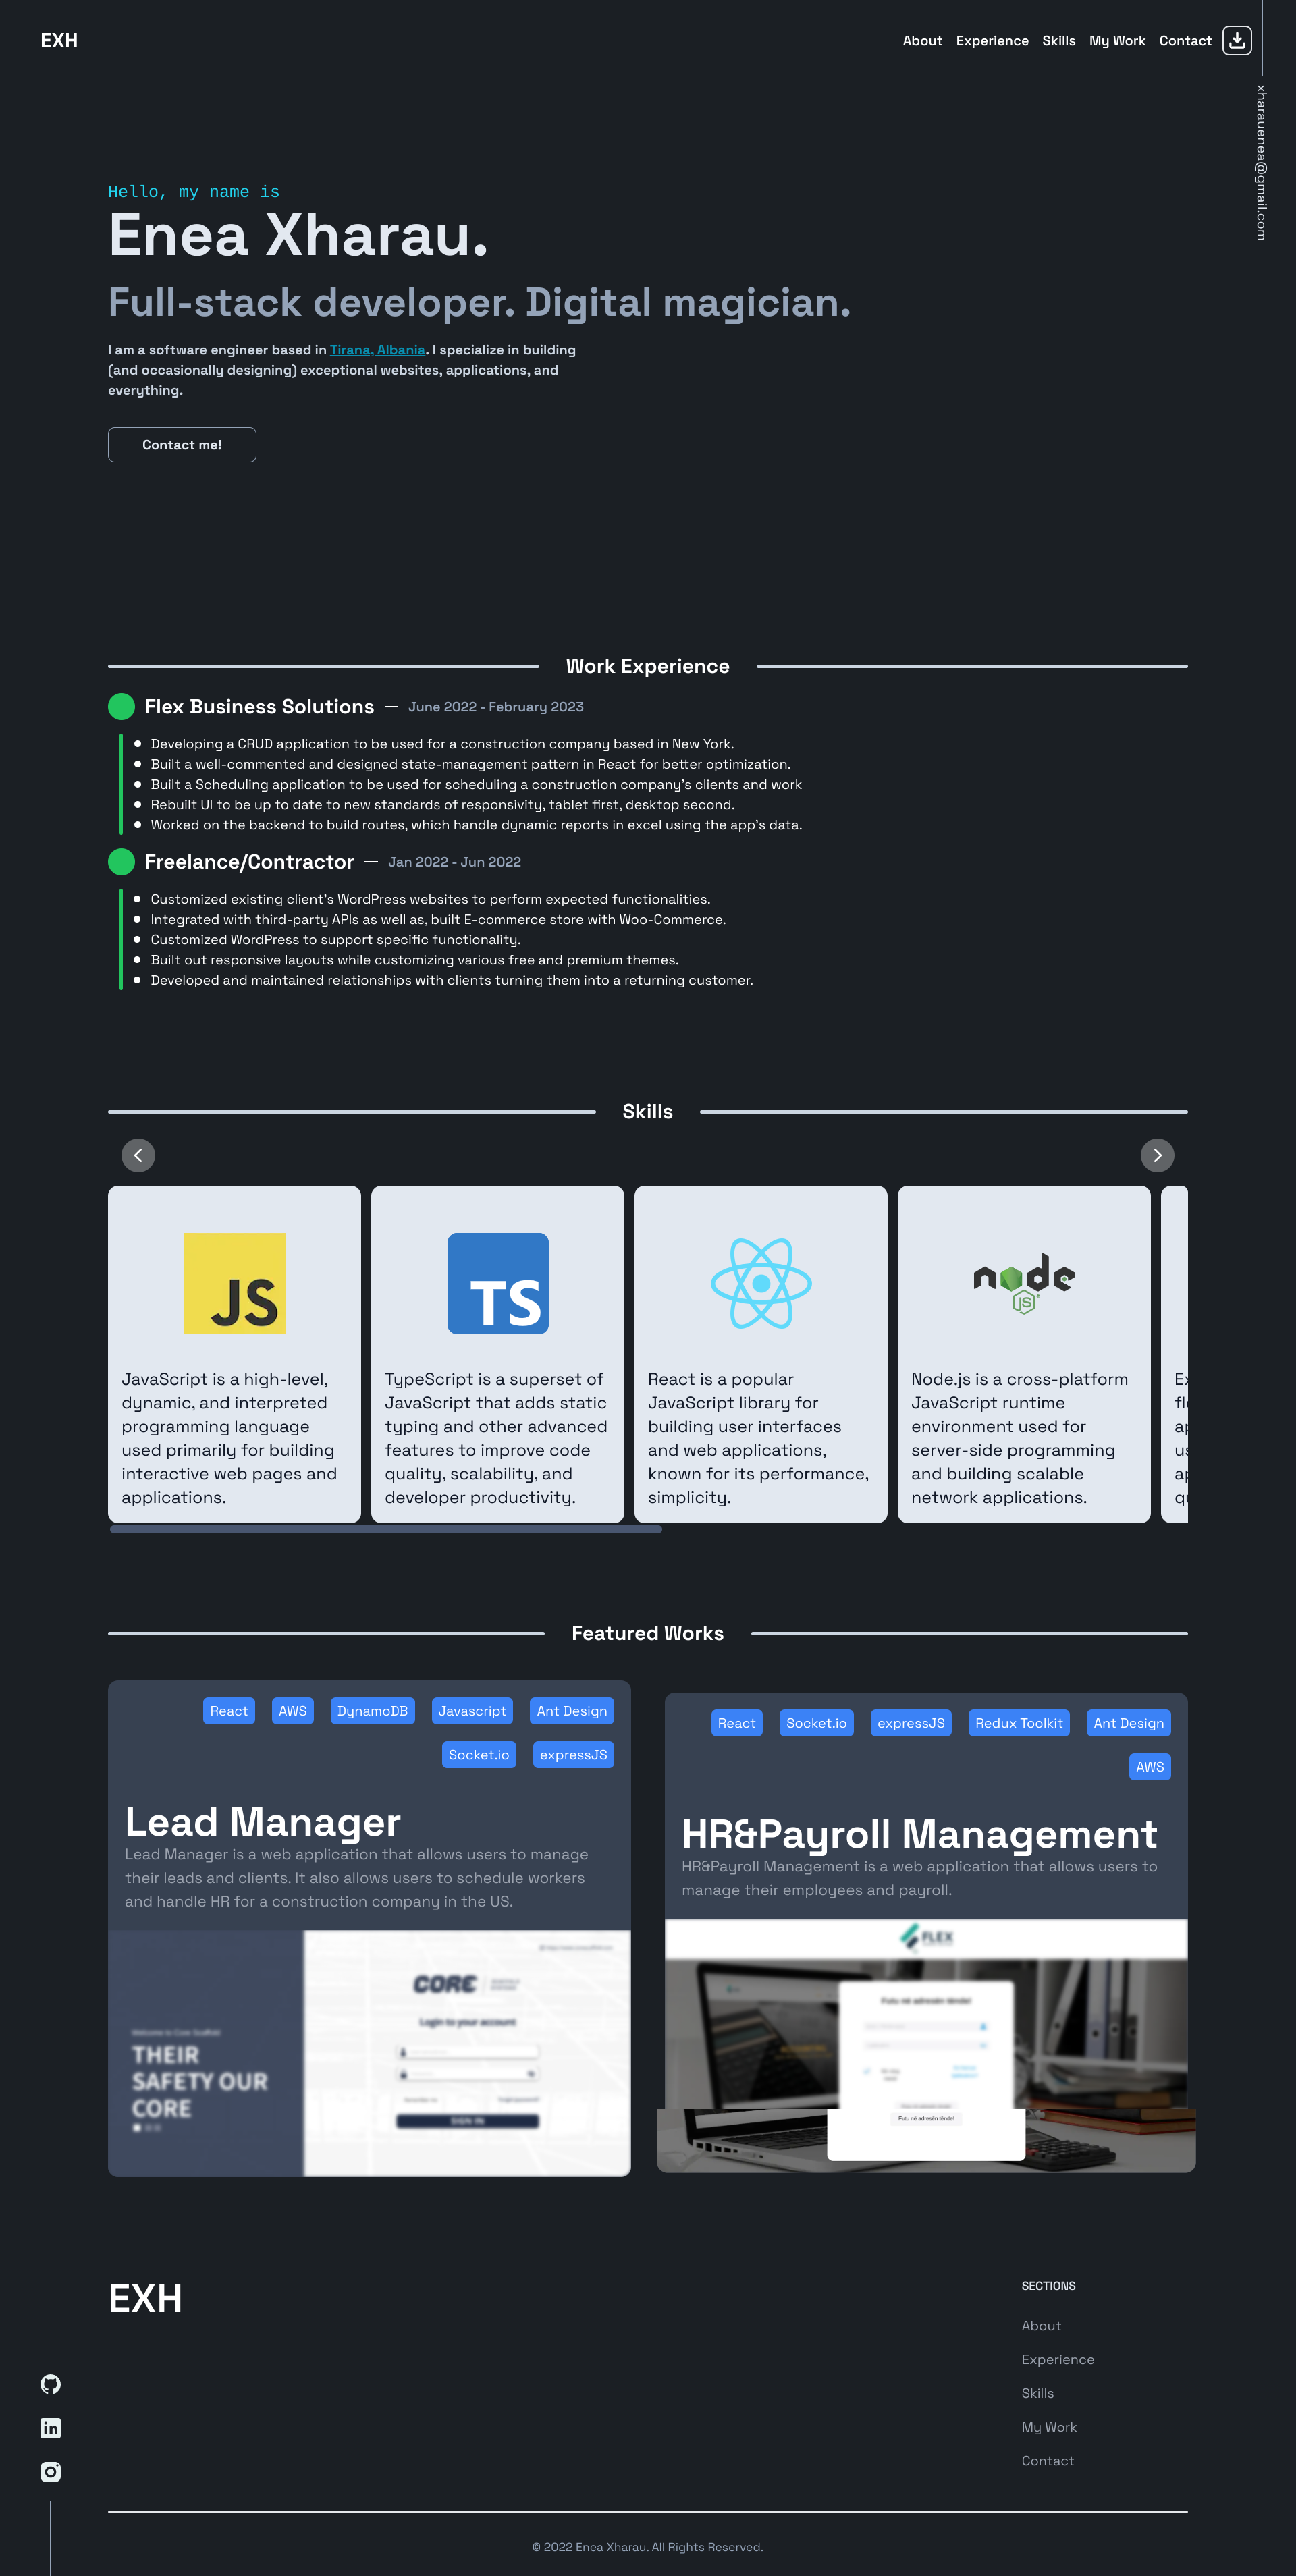 EXH
About Experience Skills My Work Contact
xharauenea@gmail.com
Hello, my name is
Enea Xharau.
Full-stack developer. Digital magician.
I am a software engineer based in Tirana, Albania. I specialize in building
(and occasionally designing) exceptional websites, applications, and
everything.
Contact me!
Work Experience
Flex Business Solutions — June 2022 - February 2023
Developing a CRUD application to be used for a construction company based in New York.
Built a well-commented and designed state-management pattern in React for better optimization.
Built a Scheduling application to be used for scheduling a construction company's clients and work
Rebuilt UI to be up to date to new standards of responsivity, tablet first, desktop second.
Worked on the backend to build routes, which handle dynamic reports in excel using the app's data.
Freelance/Contractor — Jan 2022 - Jun 2022
Customized existing client's WordPress websites to perform expected functionalities.
Integrated with third-party APIs as well as, built E-commerce store with Woo-Commerce.
Customized WordPress to support specific functionality.
Built out responsive layouts while customizing various free and premium themes.
Developed and maintained relationships with clients turning them into a returning customer.
Skills
JS
JavaScript is a high-level,
dynamic, and interpreted
programming language
used primarily for building
interactive web pages and
applications.
TS
TypeScript is a superset of
JavaScript that adds static
typing and other advanced
features to improve code
quality, scalability, and
developer productivity.
React is a popular
JavaScript library for
building user interfaces
and web applications,
known for its performance,
simplicity.
node
JS
Node.js is a cross-platform
JavaScript runtime
environment used for
server-side programming
and building scalable
network applications.
Featured Works
React AWS DynamoDB Javascript Ant Design
Socket.io expressJS
Lead Manager
Lead Manager is a web application that allows users to manage
their leads and clients. It also allows users to schedule workers
and handle HR for a construction company in the US.
CORE
Login to your account
Welcome to Core Scaffold!
THEIR
SAFETY OUR
CORE
SIGN IN
React Socket.io expressJS Redux Toolkit Ant Design
AWS
HR&Payroll Management
HR&Payroll Management is a web application that allows users to
manage their employees and payroll.
FLEX
Futu në adresën tënde!
Futu në adresën tënde!
EXH
SECTIONS
About
Experience
Skills
My Work
Contact
© 2022 Enea Xharau. All Rights Reserved.